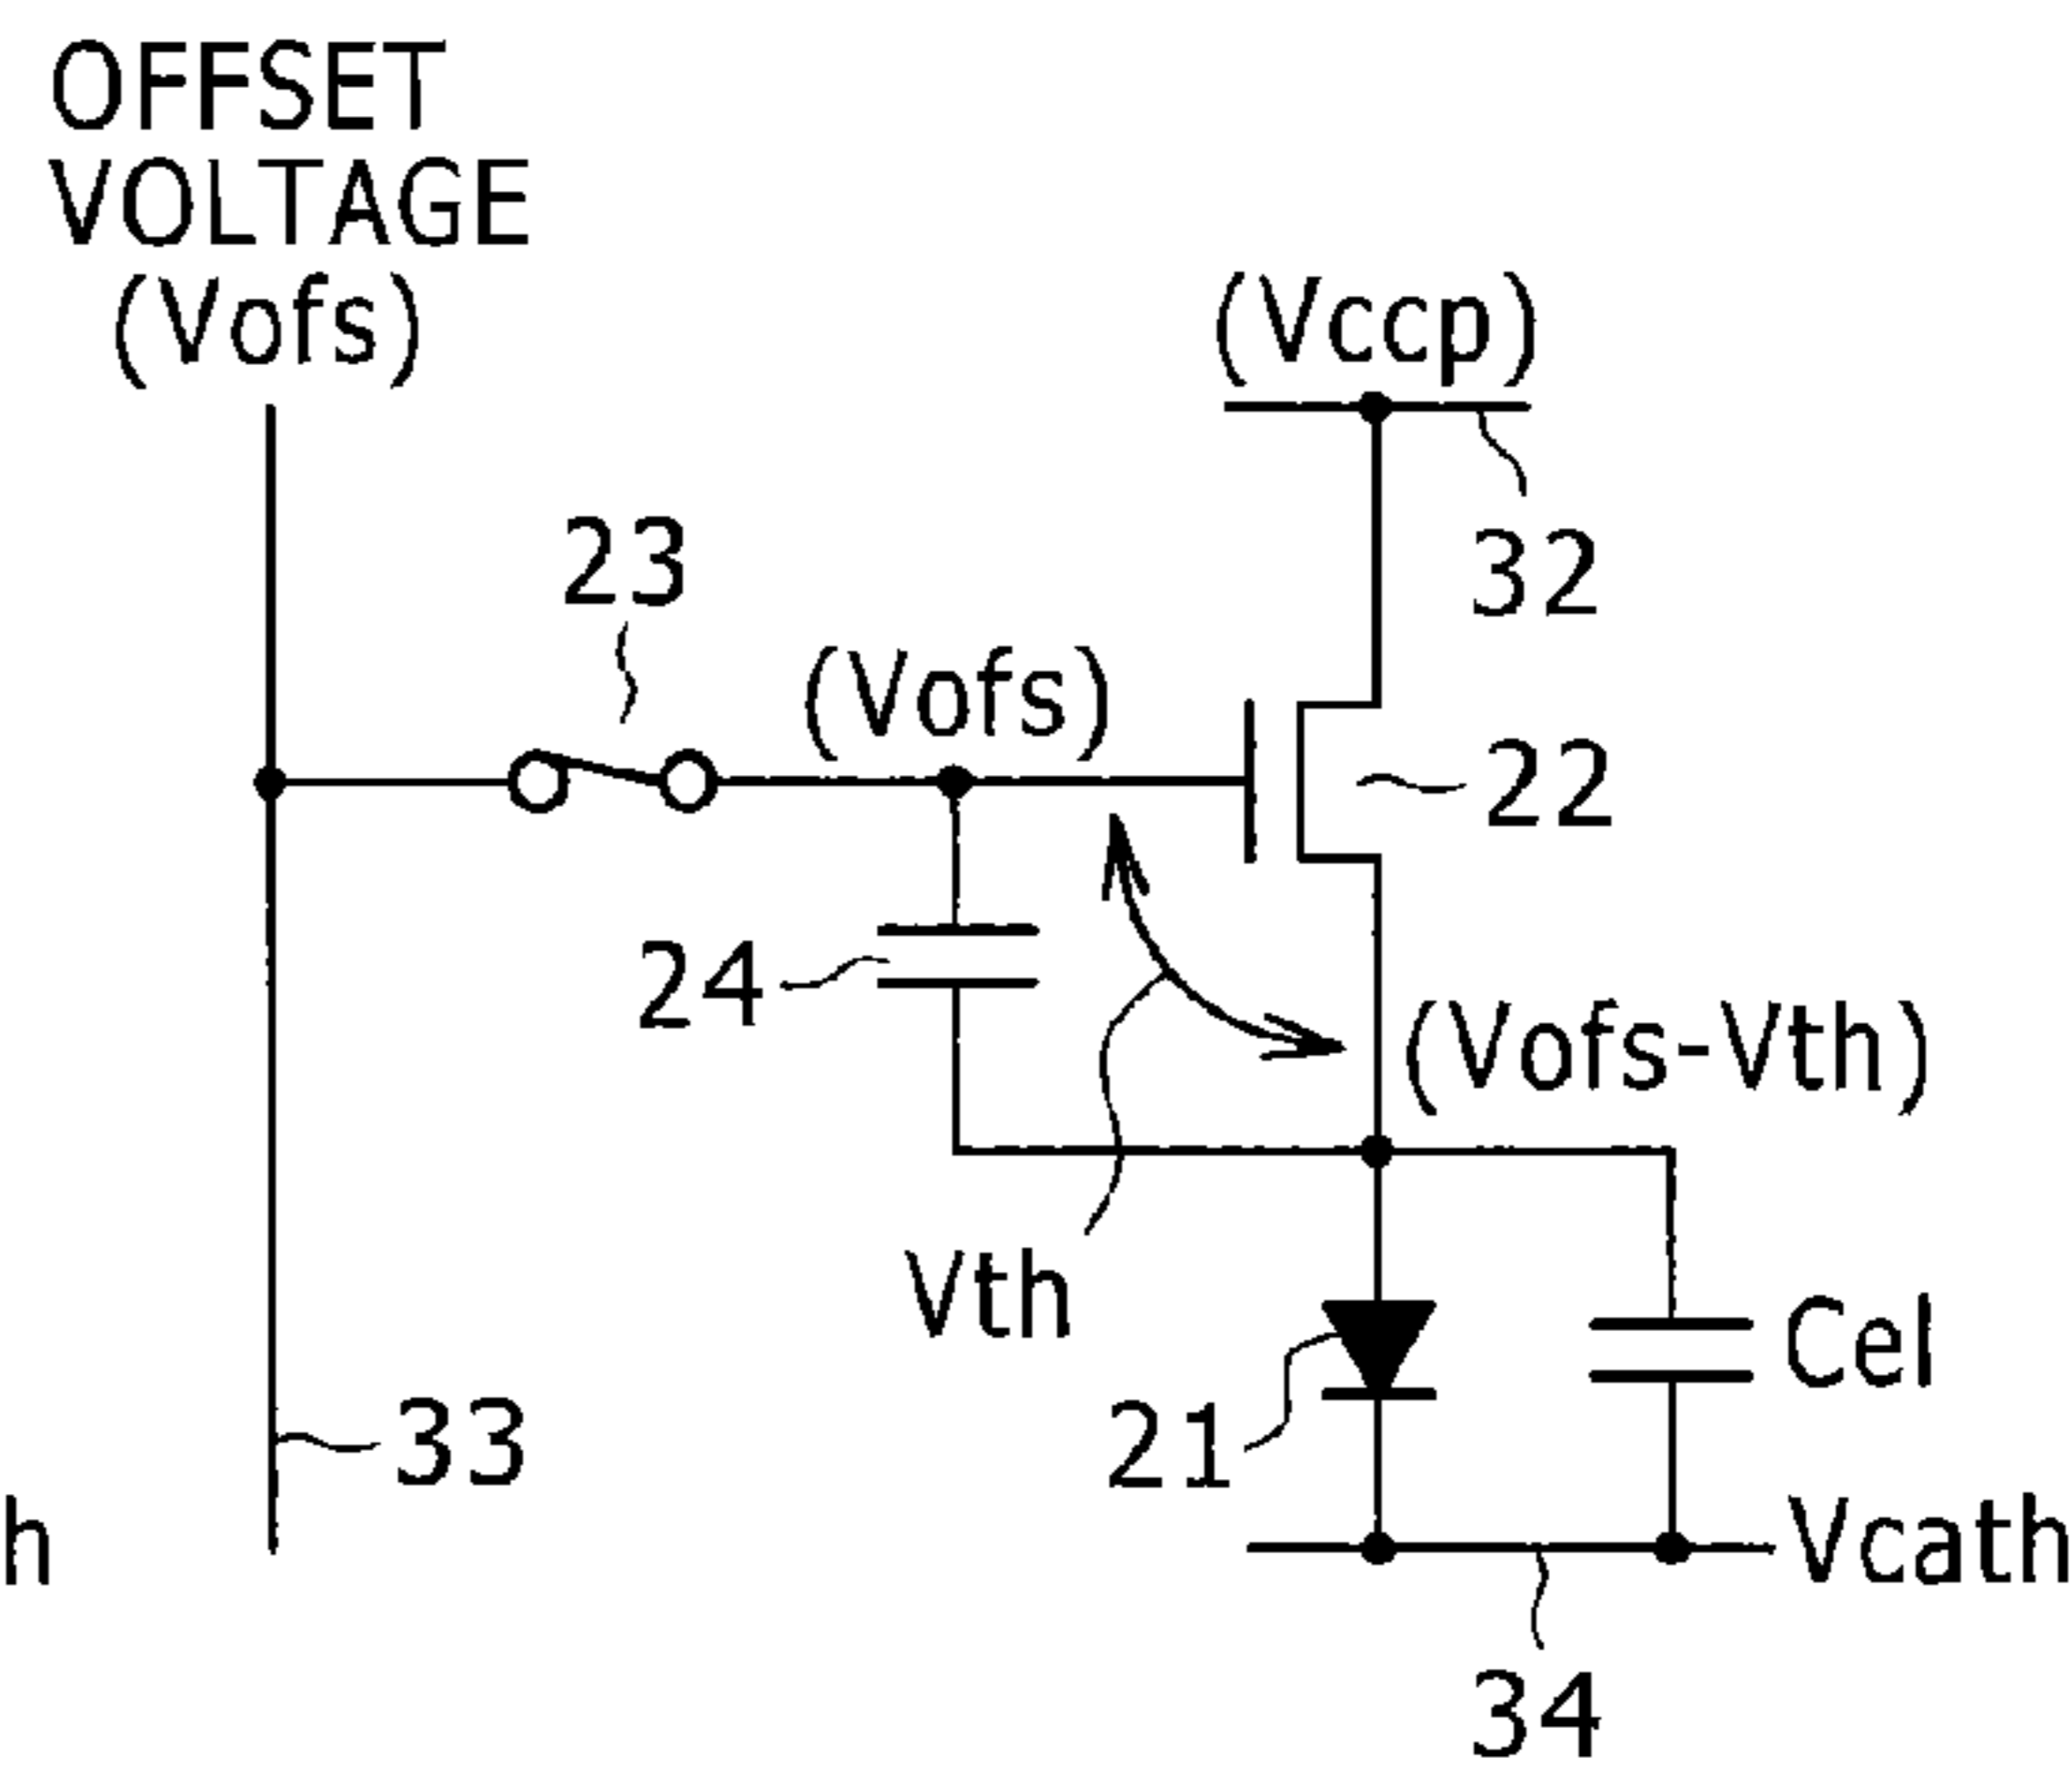 OFFSET
VOLTAGE
(Vofs)
(Vccp)
32
23
(Vofs)
22
24
(Vofs-Vth)
Vth
Cel
21
33
h
Vcath
34